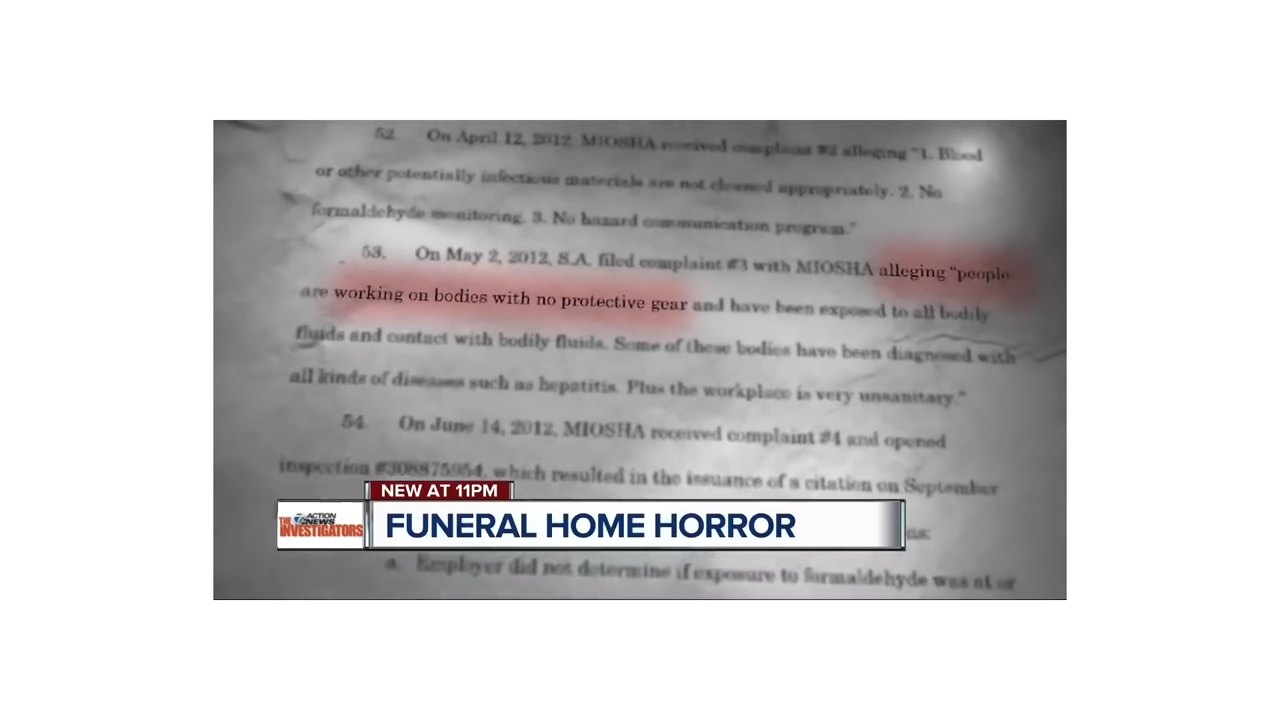 52. On April 12, 2012, MIOSHA received complaint #2 alleging "1. Blood
or other potentially infectious materials are not cleaned appropriately. 2. No
formaldehyde monitoring. 3. No hazard communication program."
53. On May 2, 2012, S.A. filed complaint #3 with MIOSHA alleging "people
are working on bodies with no protective gear and have been exposed to all bodily
fluids and contact with bodily fluids. Some of these bodies have been diagnosed with
all kinds of diseases such as hepatitis. Plus the workplace is very unsanitary."
54. On June 14, 2012, MIOSHA received complaint #4 and opened
inspection #308875954, which resulted in the issuance of a citation on September
NEW AT 11PM
THE 7 ACTION NEWS INVESTIGATORS
FUNERAL HOME HORROR
a. Employer did not determine if exposure to formaldehyde was at or